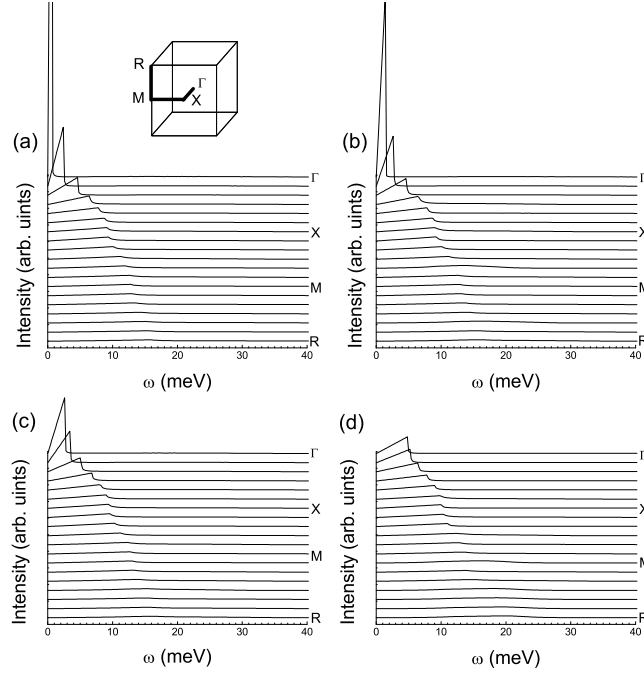 R
Γ
M
X
(a)
(b)
Γ
X
M
R
Intensity (arb. uints)
0 10 20 30 40
ω (meV)
Γ
X
M
R
Intensity (arb. uints)
0 10 20 30 40
ω (meV)
(c)
(d)
Γ
X
M
R
Intensity (arb. uints)
0 10 20 30 40
ω (meV)
Γ
X
M
R
Intensity (arb. uints)
0 10 20 30 40
ω (meV)